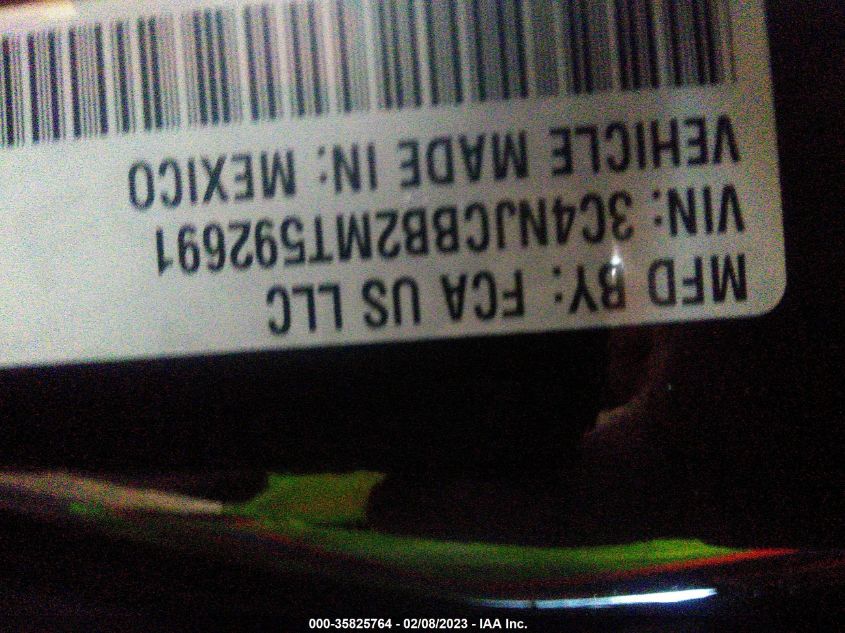 MFD BY: FCA US LLC
VIN: 3C4NJCBB2MT592691
VEHICLE MADE IN: MEXICO
000-35825764 - 02/08/2023 - IAA Inc.